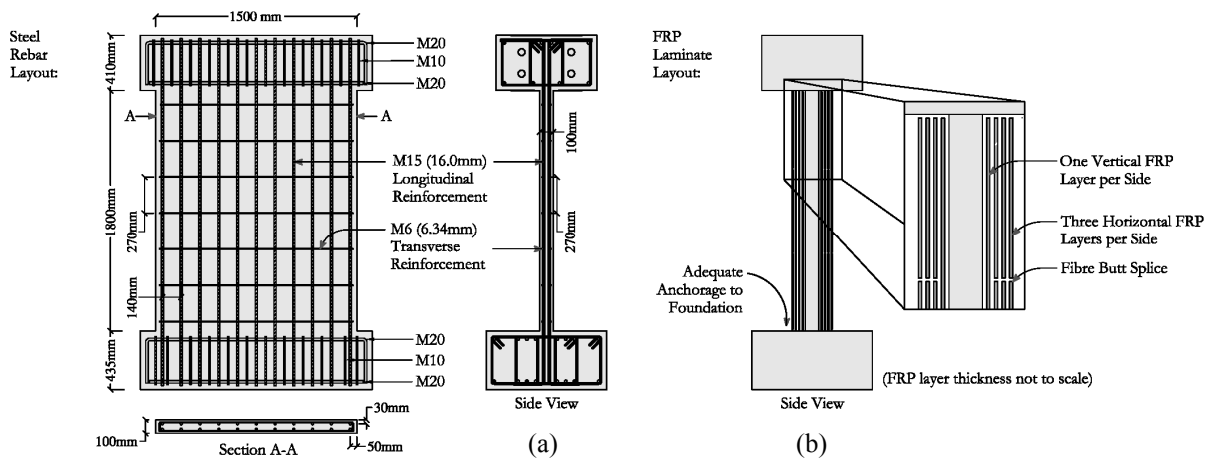 Steel
Rebar
Layout:
1500 mm
410mm
M20
M10
M20
A
A
1800mm
270mm
140mm
M15 (16.0mm)
Longitudinal
Reinforcement
M6 (6.34mm)
Transverse
Reinforcement
435mm
M20
M10
M20
100mm
30mm
50mm
Section A-A
100mm
270mm
Side View
(a)
FRP
Laminate
Layout:
One Vertical FRP
Layer per Side
Three Horizontal FRP
Layers per Side
Fibre Butt Splice
Adequate
Anchorage to
Foundation
(FRP layer thickness not to scale)
Side View
(b)